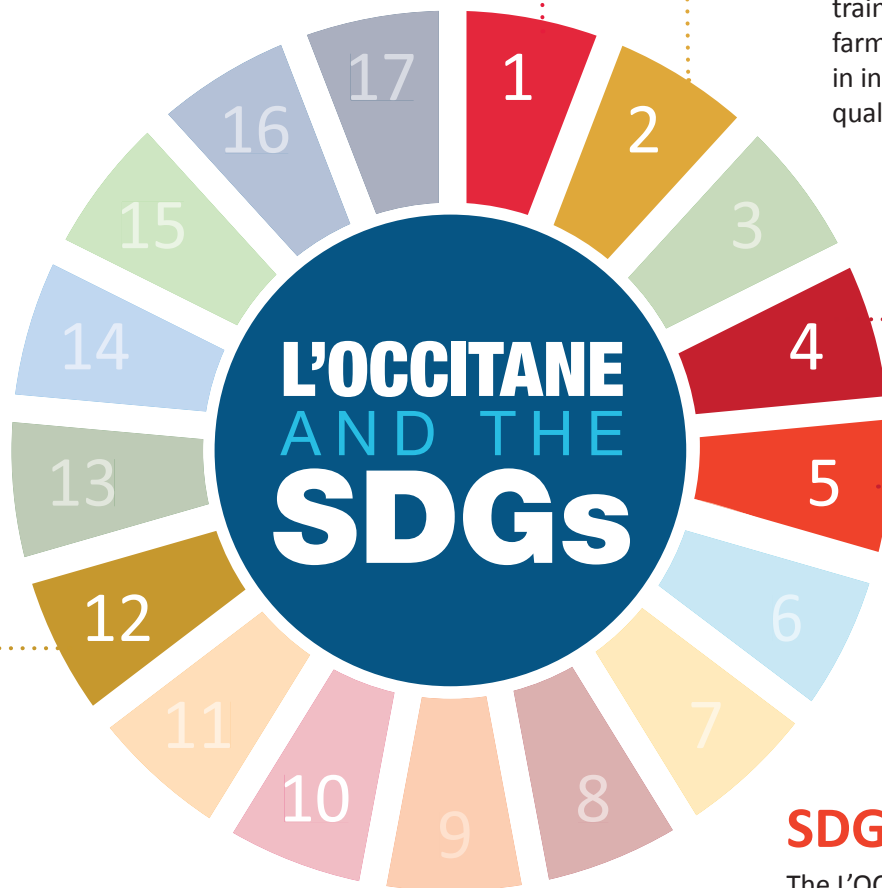 train
farm
in in
qual
17
1
2
3
4
5
6
7
8
9
10
11
12
13
14
15
16
L’OCCITANE
AND THE
SDGs
SDG
The L’OC